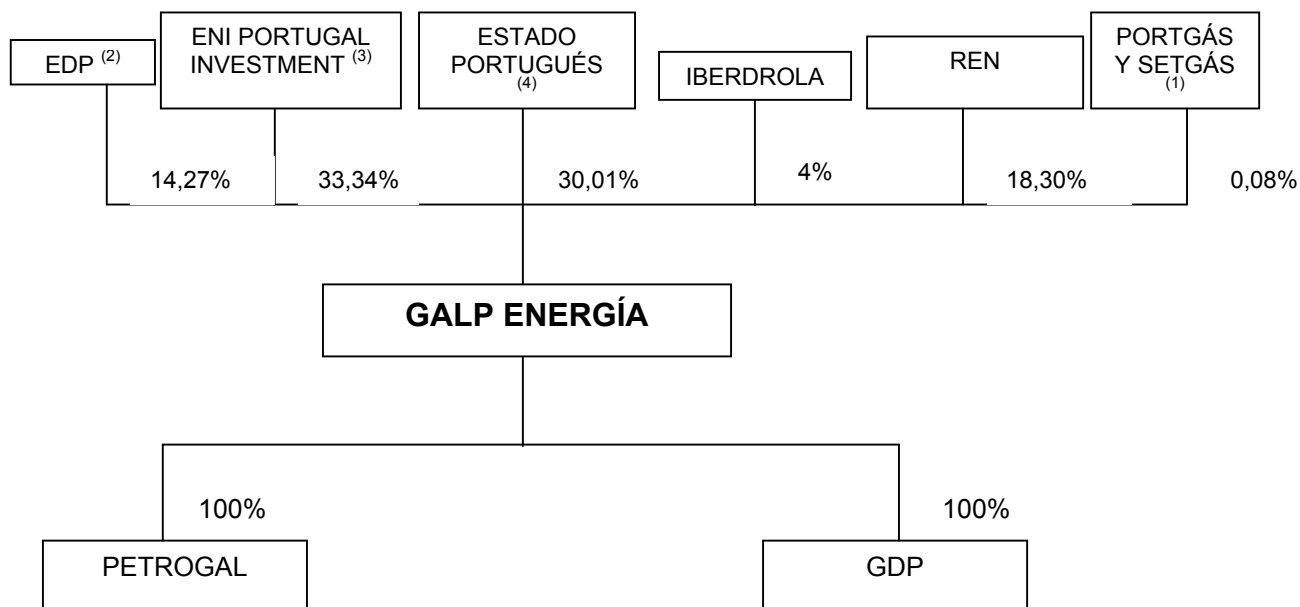 EDP (2)
ENI PORTUGAL
INVESTMENT (3)
ESTADO
PORTUGUÉS
(4)
IBERDROLA
REN
PORTGÁS
Y SETGÁS
(1)
14,27%
33,34%
30,01%
4%
18,30%
0,08%
GALP ENERGÍA
100%
100%
PETROGAL
GDP